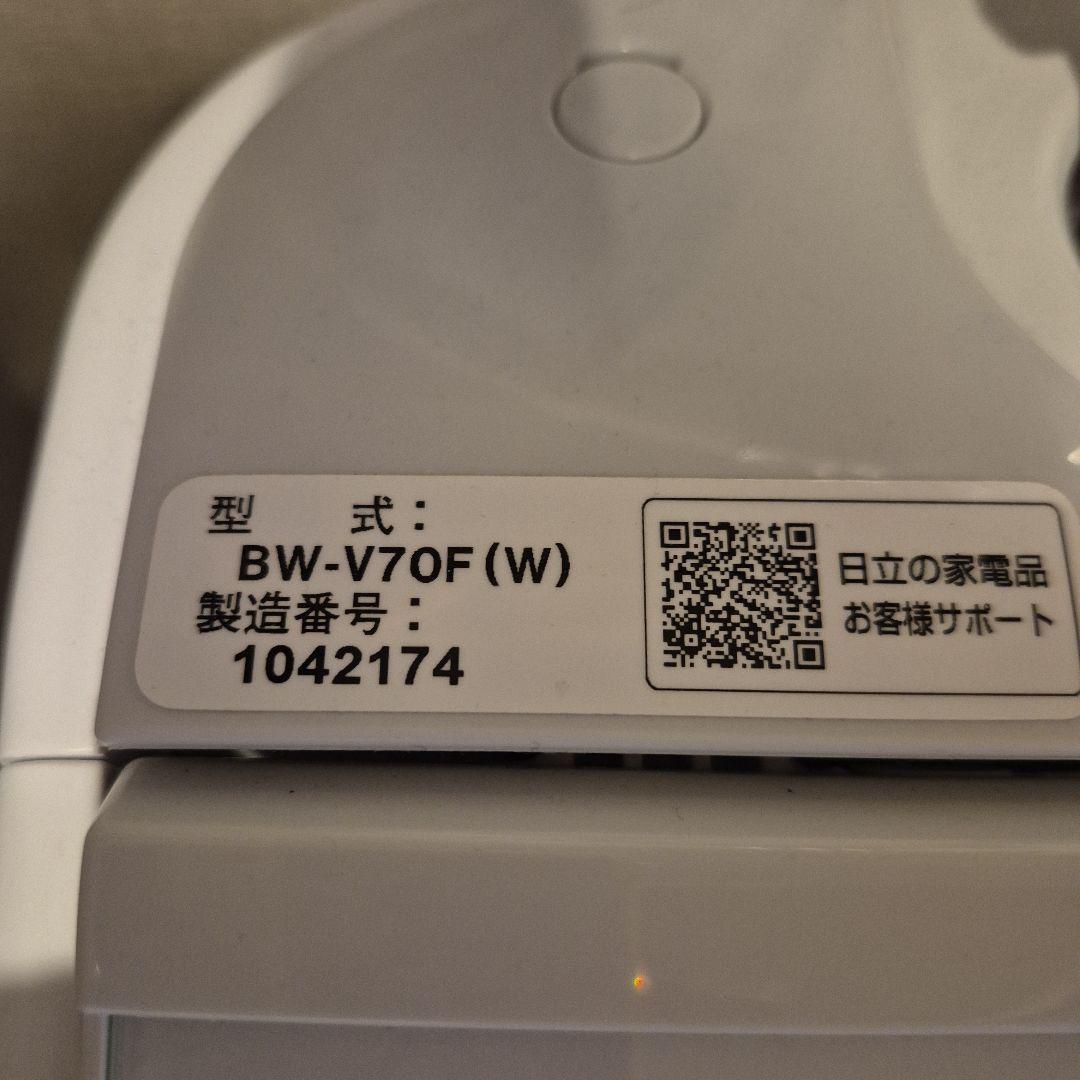 型 式：
BW-V70F(W)
製造番号：
1042174
日立の家電品
お客様サポート